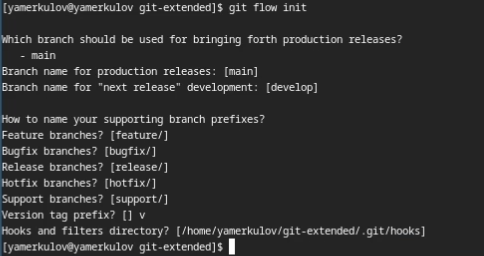 [yamerkulov@yamerkulov git-extended]$ git flow init

Which branch should be used for bringing forth production releases?
   - main
Branch name for production releases: [main]
Branch name for "next release" development: [develop]

How to name your supporting branch prefixes?
Feature branches? [feature/]
Bugfix branches? [bugfix/]
Release branches? [release/]
Hotfix branches? [hotfix/]
Support branches? [support/]
Version tag prefix? [] v
Hooks and filters directory? [/home/yamerkulov/git-extended/.git/hooks]
[yamerkulov@yamerkulov git-extended]$